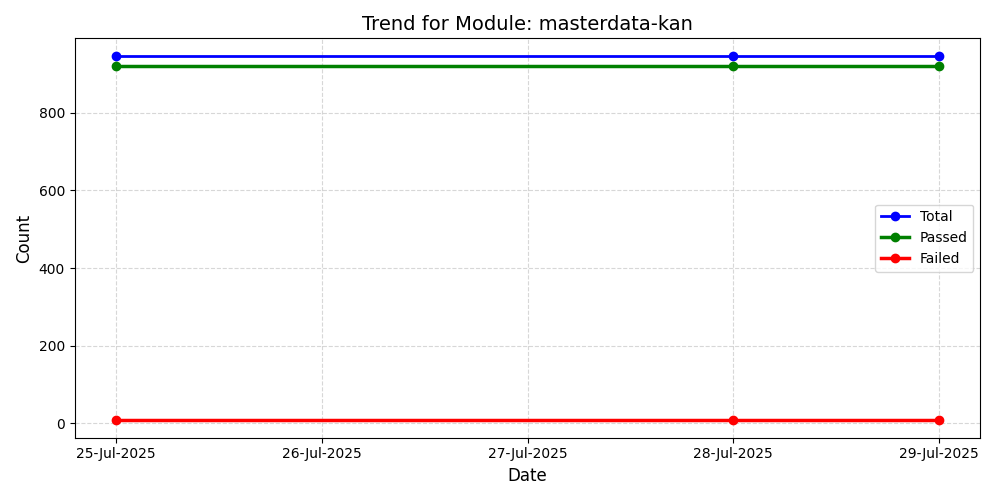 Trend for Module: masterdata-kan
Count
800
600
400
200
0
Total
Passed
Failed
25-Jul-2025
26-Jul-2025
27-Jul-2025
28-Jul-2025
29-Jul-2025
Date